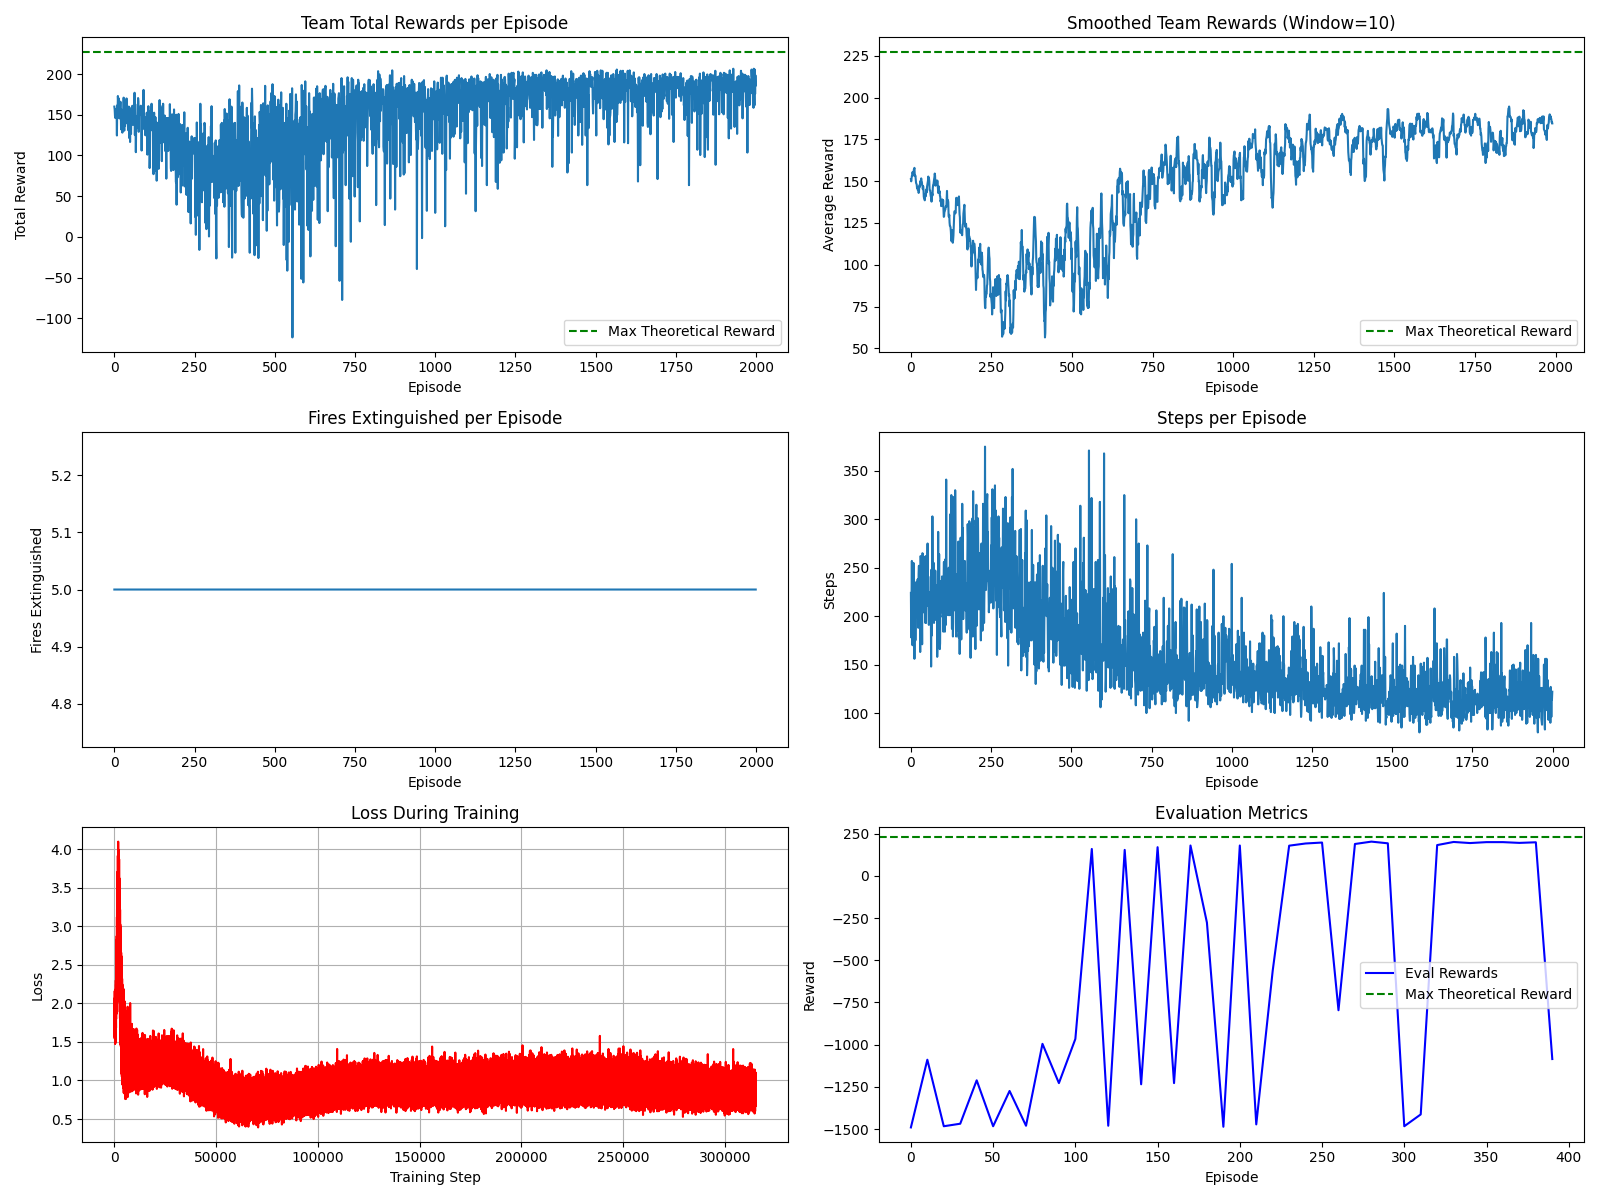 Team Total Rewards per Episode
200
150
100
50
0
−50
−100
Total Reward
Max Theoretical Reward
0 250 500 750 1000 1250 1500 1750 2000
Episode
Smoothed Team Rewards (Window=10)
225
200
175
150
125
100
75
50
Average Reward
Max Theoretical Reward
0 250 500 750 1000 1250 1500 1750 2000
Episode
Fires Extinguished per Episode
5.2
5.1
5.0
4.9
4.8
Fires Extinguished
0 250 500 750 1000 1250 1500 1750 2000
Episode
Steps per Episode
350
300
250
200
150
100
Steps
0 250 500 750 1000 1250 1500 1750 2000
Episode
Loss During Training
4.0
3.5
3.0
2.5
2.0
1.5
1.0
0.5
Loss
0 50000 100000 150000 200000 250000 300000
Training Step
Evaluation Metrics
250
0
−250
−500
−750
−1000
−1250
−1500
Reward
Eval Rewards
Max Theoretical Reward
0 50 100 150 200 250 300 350 400
Episode